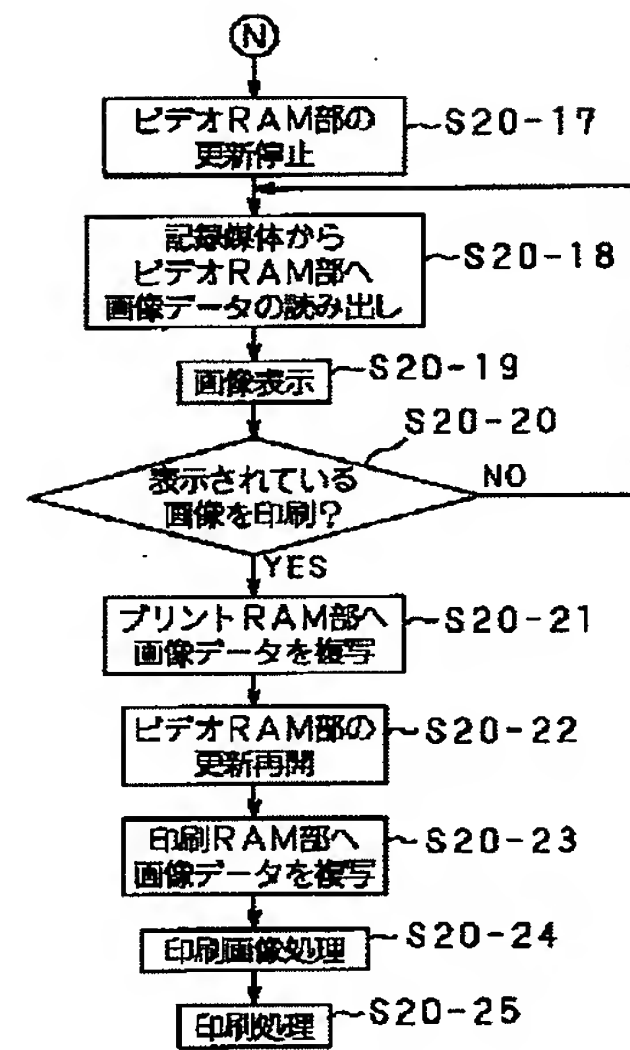 N
ビデオRAM部の
更新停止
S20-17
記録媒体から
ビデオRAM部へ
画像データの読み出し
S20-18
画像表示
S20-19
S20-20
表示されている
画像を印刷?
NO
YES
プリントRAM部へ
画像データを複写
S20-21
ビデオRAM部の
更新再開
S20-22
印刷RAM部へ
画像データを複写
S20-23
印刷画像処理
S20-24
印刷処理
S20-25